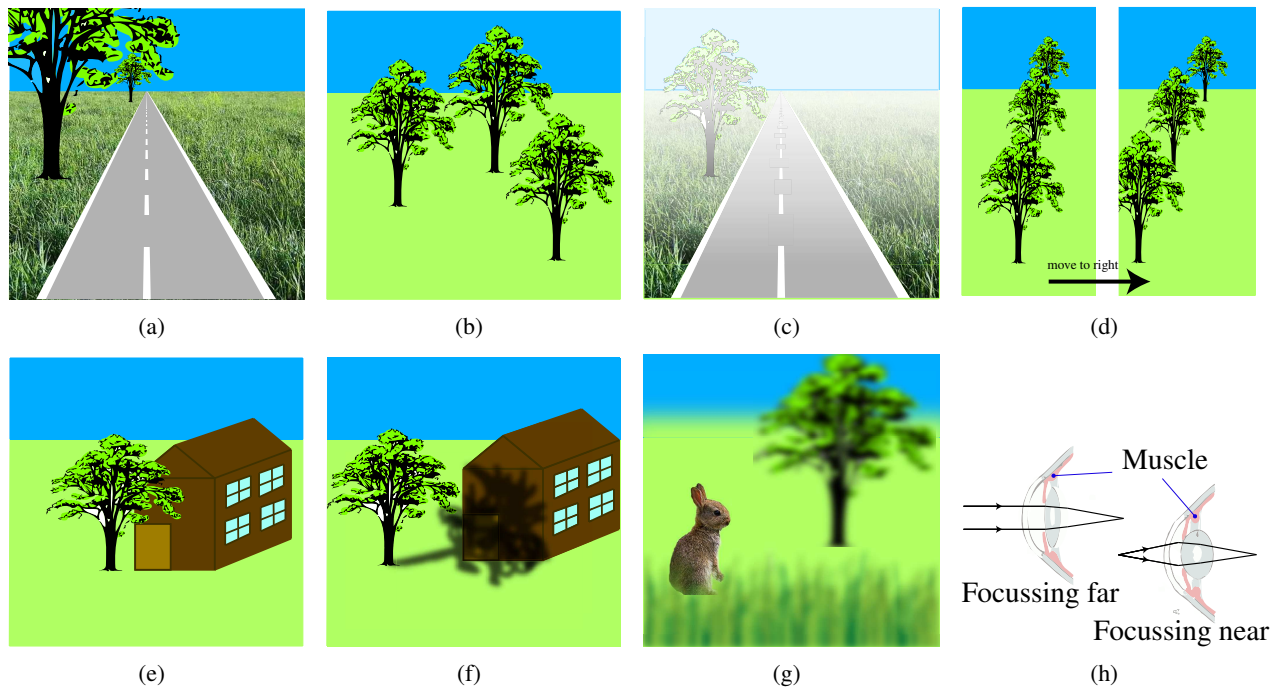 move to right
(a)
(b)
(c)
(d)
Muscle
Focussing far
Focussing near
(e)
(f)
(g)
(h)